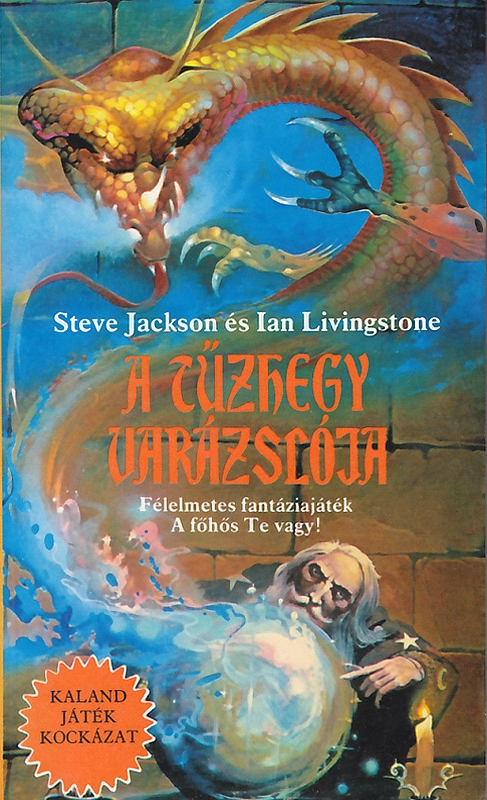 Steve Jackson és Ian Livingstone
A TŰZHEGY
VARÁZSLÓJA
Félelmetes fantáziajáték
A főhős Te vagy!
KALAND
JÁTÉK
KOCKÁZAT